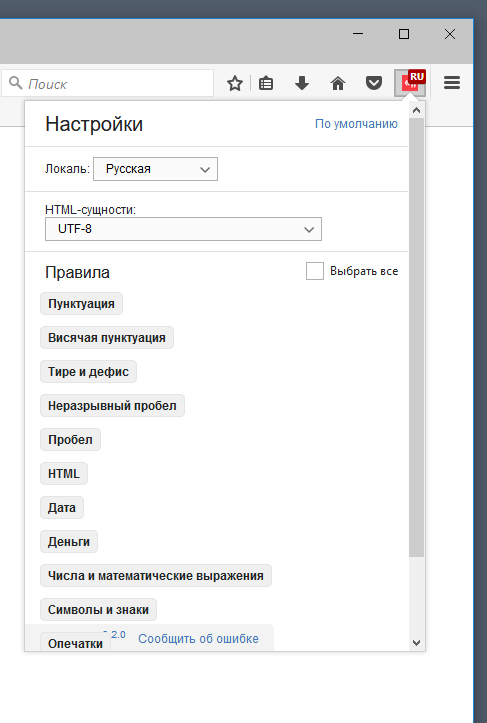 Поиск
RU
Настройки
По умолчанию
Локаль: Русская
HTML-сущности:
UTF-8
Правила
Выбрать все
Пунктуация
Висячая пунктуация
Тире и дефис
Неразрывный пробел
Пробел
HTML
Дата
Деньги
Числа и математические выражения
Символы и знаки
Опечатки
.2.0 Сообщить об ошибке